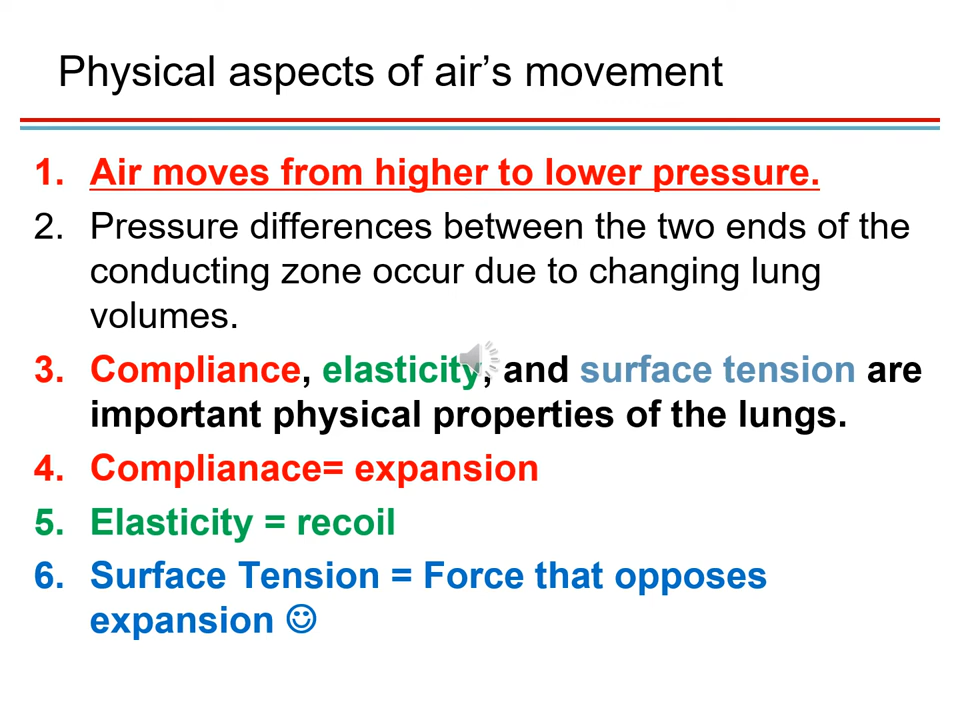 Physical aspects of air’s movement
1. Air moves from higher to lower pressure.
2. Pressure differences between the two ends of the
conducting zone occur due to changing lung
volumes.
3. Compliance, elasticity, and surface tension are
important physical properties of the lungs.
4. Complianace= expansion
5. Elasticity = recoil
6. Surface Tension = Force that opposes
expansion ☺